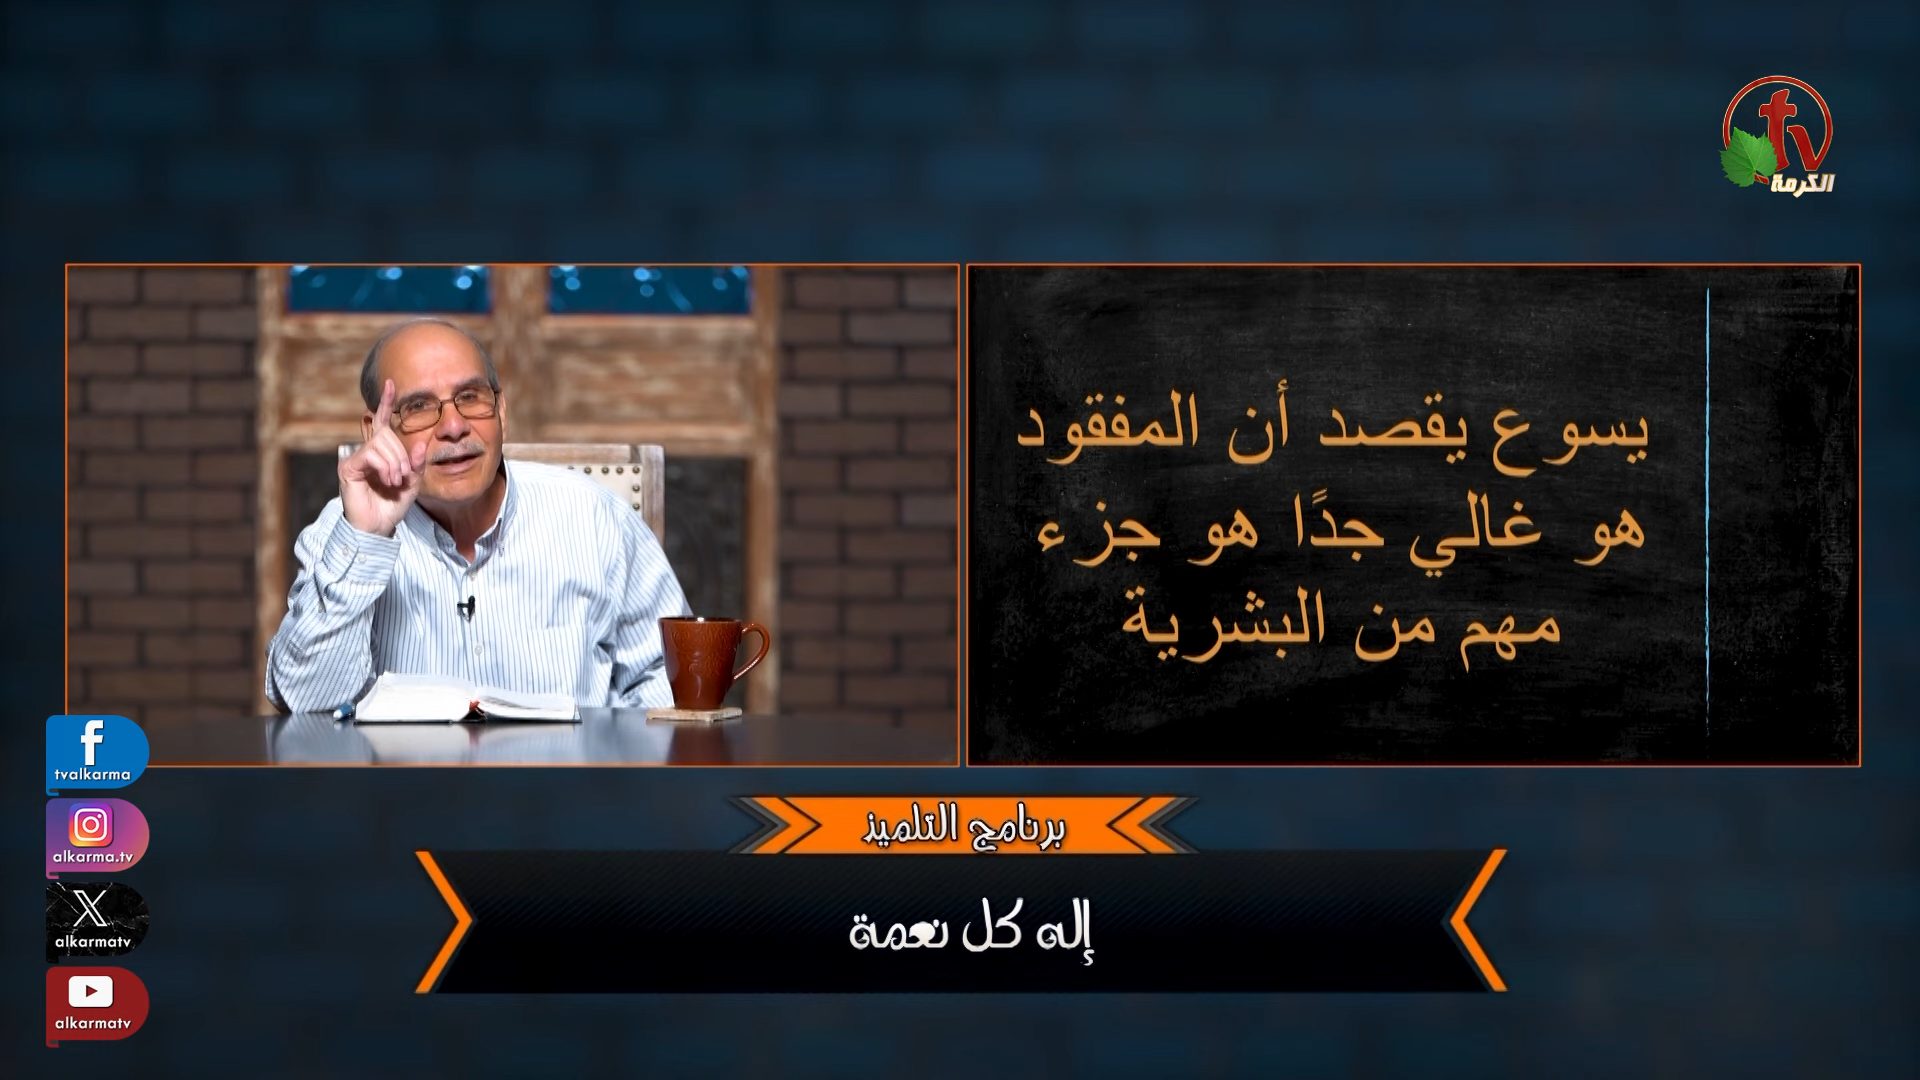 tv
الكرمة
يسوع يقصد أن المفقود
هو غالي جدًا هو جزء
مهم من البشرية
برنامج التلميذ
إله كل نعمة
f
tvalkarma
alkarma.tv
X
alkarmatv
alkarmatv